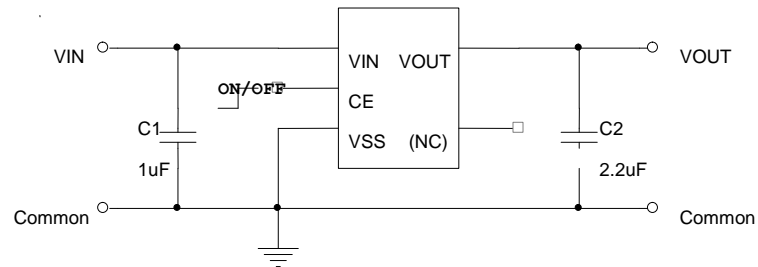 VIN VIN VOUT VOUT
ON/OFF CE
C1 VSS (NC) C2
1uF 2.2uF
Common Common